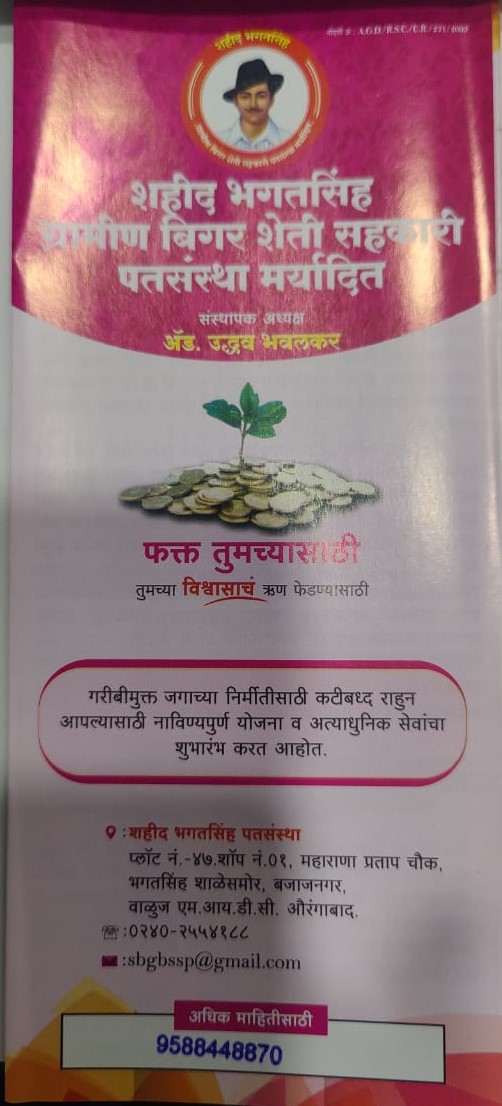 नोंदणी क्र : A.G.D/R.S.C/C.R/271/2003
शहीद भगतसिंह
शहीद भगतसिंह
ग्रामीण बिगर शेती सहकारी
पतसंस्था मर्यादित
संस्थापक अध्यक्ष
ॲड. उद्धव भवलकर
फक्त तुमच्यासाठी
तुमच्या विश्वासाचं ऋण फेडण्यासाठी
गरीबीमुक्त जगाच्या निर्मीतीसाठी कटीबध्द राहुन
आपल्यासाठी नाविण्यपुर्ण योजना व अत्याधुनिक सेवांचा
शुभारंभ करत आहोत.
:शहीद भगतसिंह पतसंस्था
प्लॉट नं.-४७.शॉप नं.०१, महाराणा प्रताप चौक,
भगतसिंह शाळेसमोर, बजाजनगर,
वाळुज एम.आय.डी.सी. औरंगाबाद.
:०२४०-२५५४१८८
:sbgbssp@gmail.com
अधिक माहितीसाठी
9588448870